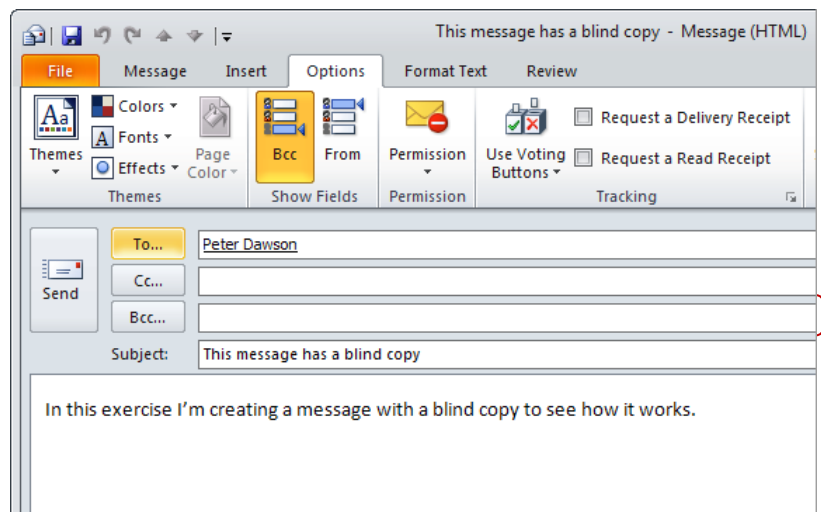 This message has a blind copy - Message (HTML)
File Message Insert Options Format Text Review
Aa Colors
A Fonts
Effects
Themes
Page Color
Themes
Bcc From
Show Fields
Permission
Permission
Use Voting Buttons
Request a Delivery Receipt
Request a Read Receipt
Tracking
Send
To... Peter Dawson
Cc...
Bcc...
Subject: This message has a blind copy
In this exercise I'm creating a message with a blind copy to see how it works.